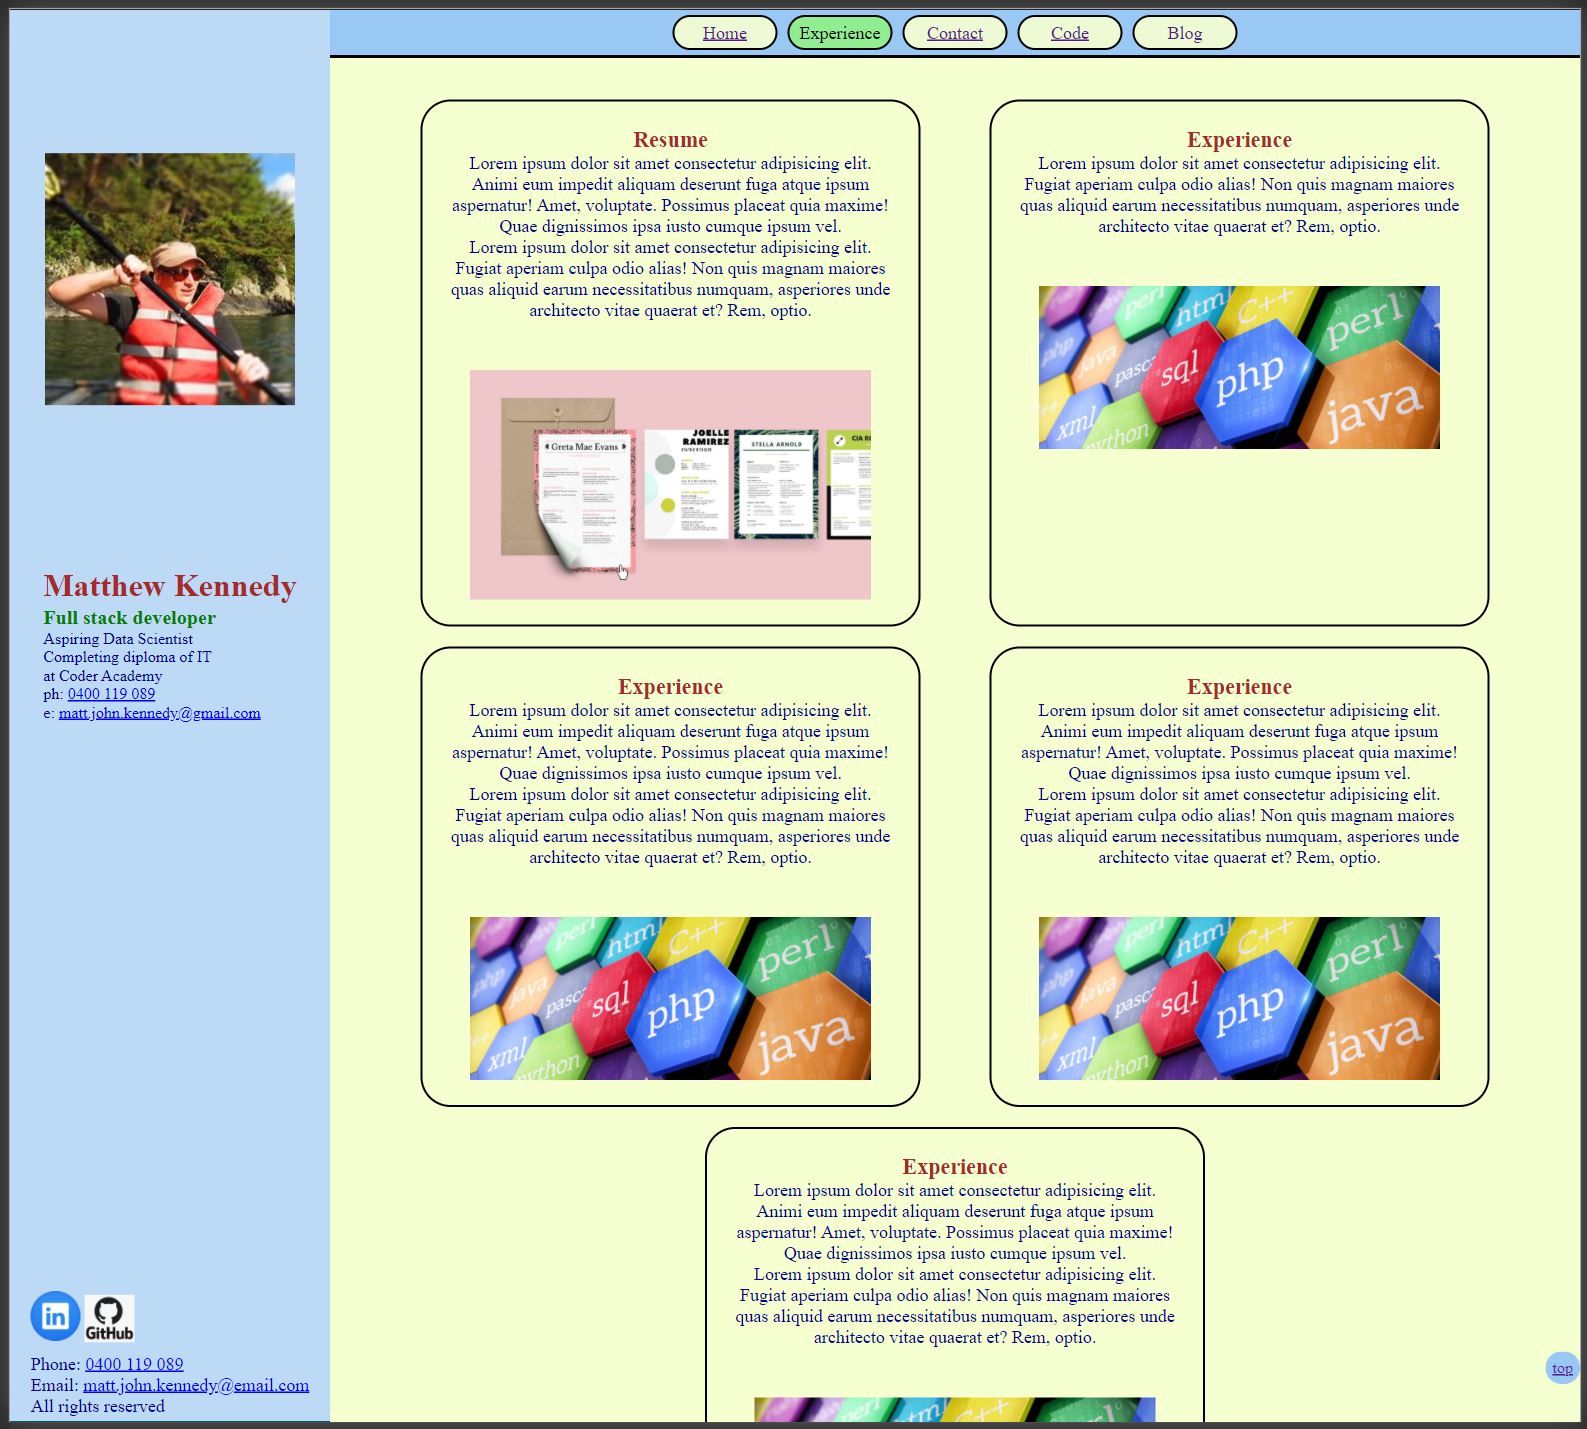 Home
Experience
Contact
Code
Blog
Matthew Kennedy
Full stack developer
Aspiring Data Scientist
Completing diploma of IT
at Coder Academy
ph: 0400 119 089
e: matt.john.kennedy@gmail.com
in
GitHub
Phone: 0400 119 089
Email: matt.john.kennedy@email.com
All rights reserved
Resume
Lorem ipsum dolor sit amet consectetur adipisicing elit.
Animi eum impedit aliquam deserunt fuga atque ipsum
aspernatur! Amet, voluptate. Possimus placeat quia maxime!
Quae dignissimos ipsa iusto cumque ipsum vel.
Lorem ipsum dolor sit amet consectetur adipisicing elit.
Fugiat aperiam culpa odio alias! Non quis magnam maiores
quas aliquid earum necessitatibus numquam, asperiores unde
architecto vitae quaerat et? Rem, optio.
Greta Mae Evans
JOELLE
RAMIREZ
STELLA ARNOLD
CIA
Experience
Lorem ipsum dolor sit amet consectetur adipisicing elit.
Fugiat aperiam culpa odio alias! Non quis magnam maiores
quas aliquid earum necessitatibus numquam, asperiores unde
architecto vitae quaerat et? Rem, optio.
perl
html
C++
perl
php
java
pasc
sql
php
java
xml
python
Experience
Lorem ipsum dolor sit amet consectetur adipisicing elit.
Animi eum impedit aliquam deserunt fuga atque ipsum
aspernatur! Amet, voluptate. Possimus placeat quia maxime!
Quae dignissimos ipsa iusto cumque ipsum vel.
Lorem ipsum dolor sit amet consectetur adipisicing elit.
Fugiat aperiam culpa odio alias! Non quis magnam maiores
quas aliquid earum necessitatibus numquam, asperiores unde
architecto vitae quaerat et? Rem, optio.
perl
html
C++
perl
php
java
pasc
sql
php
java
xml
python
Experience
Lorem ipsum dolor sit amet consectetur adipisicing elit.
Animi eum impedit aliquam deserunt fuga atque ipsum
aspernatur! Amet, voluptate. Possimus placeat quia maxime!
Quae dignissimos ipsa iusto cumque ipsum vel.
Lorem ipsum dolor sit amet consectetur adipisicing elit.
Fugiat aperiam culpa odio alias! Non quis magnam maiores
quas aliquid earum necessitatibus numquam, asperiores unde
architecto vitae quaerat et? Rem, optio.
perl
html
C++
perl
php
java
pasc
sql
php
java
xml
python
Experience
Lorem ipsum dolor sit amet consectetur adipisicing elit.
Animi eum impedit aliquam deserunt fuga atque ipsum
aspernatur! Amet, voluptate. Possimus placeat quia maxime!
Quae dignissimos ipsa iusto cumque ipsum vel.
Lorem ipsum dolor sit amet consectetur adipisicing elit.
Fugiat aperiam culpa odio alias! Non quis magnam maiores
quas aliquid earum necessitatibus numquam, asperiores unde
architecto vitae quaerat et? Rem, optio.
top